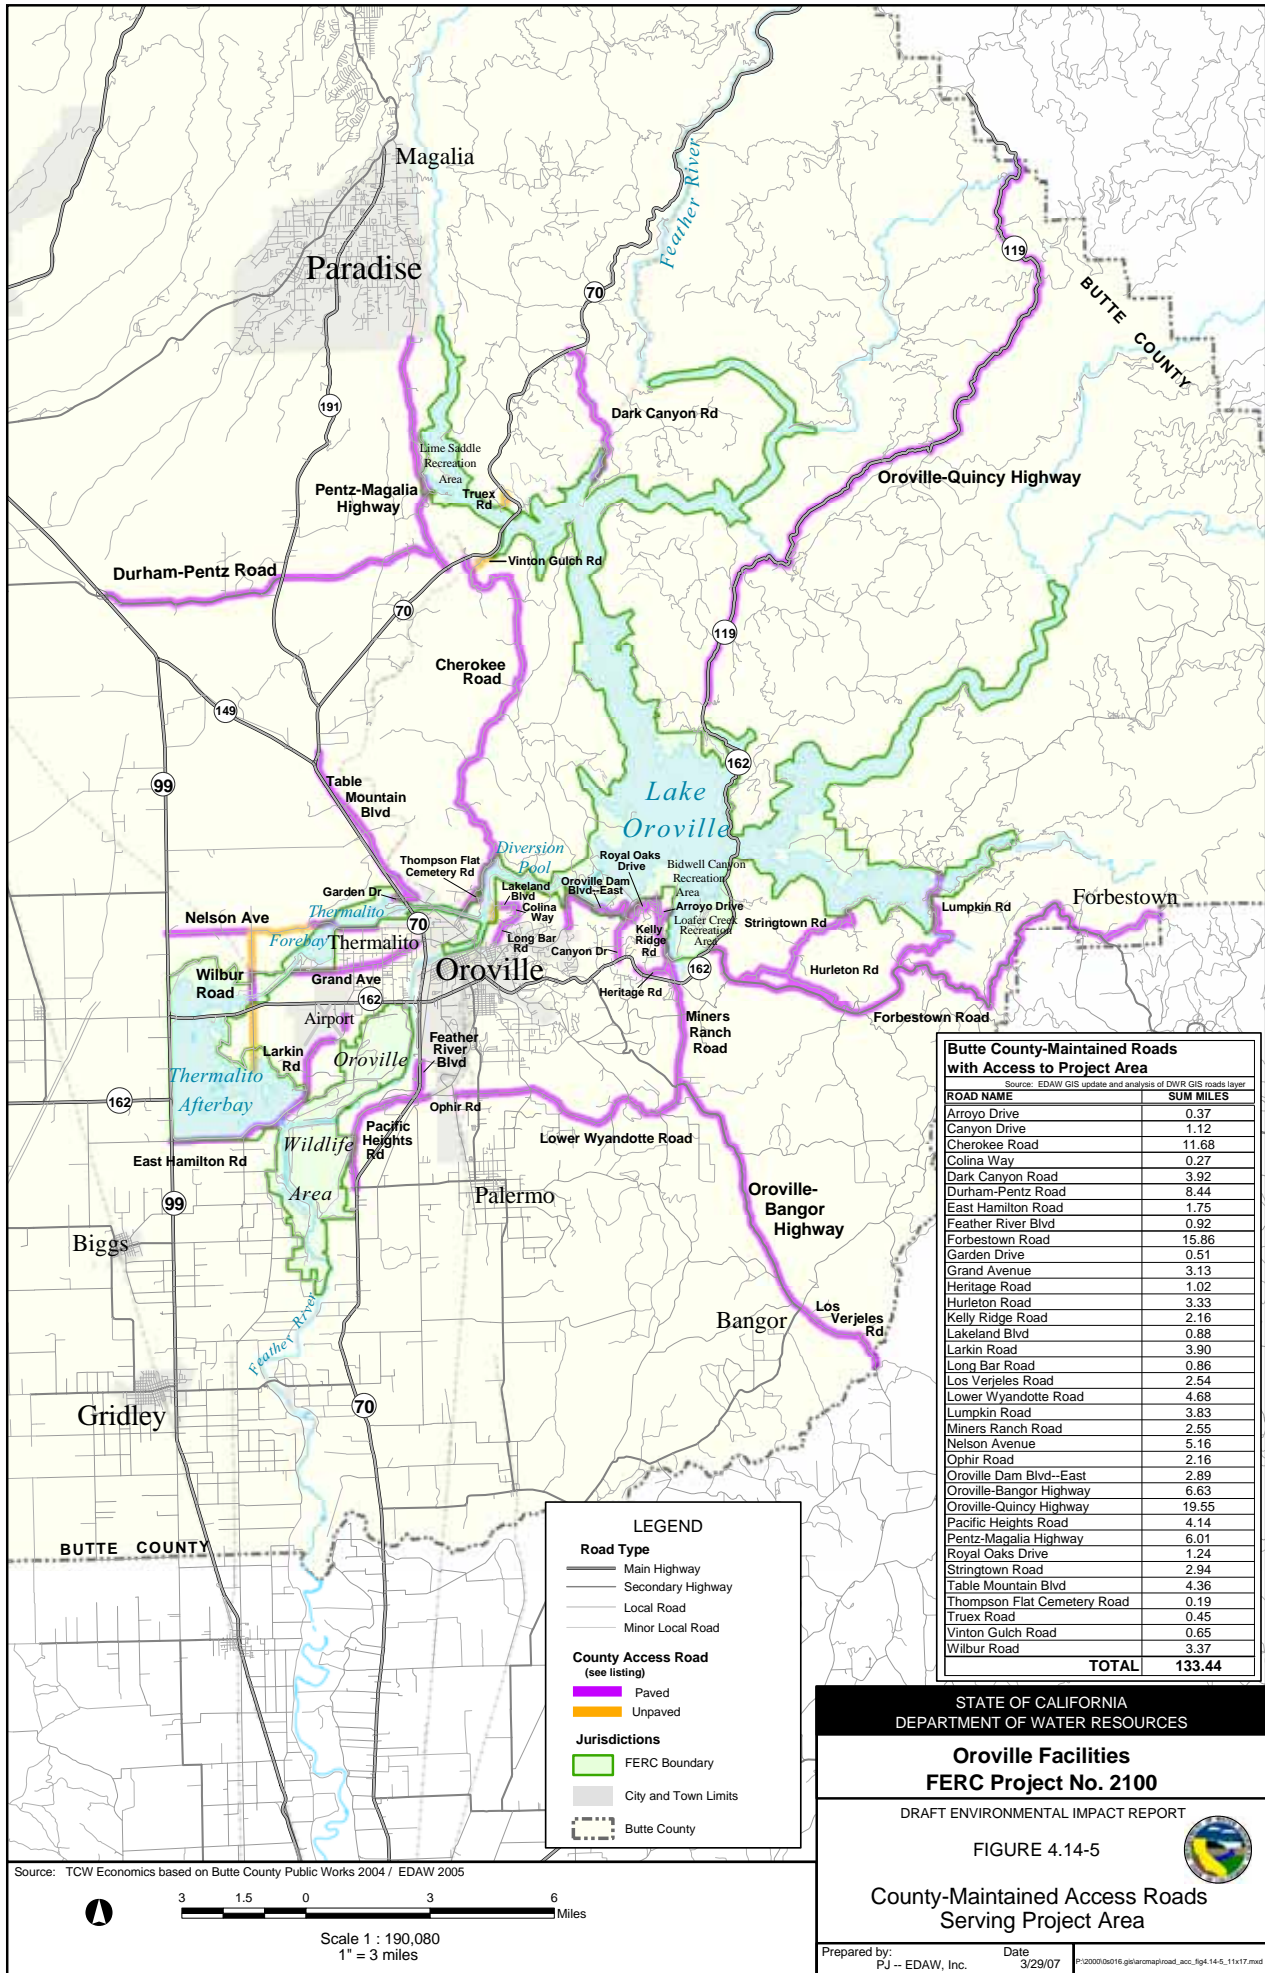 Magalia
Paradise
Feather River
70
119
BUTTE COUNTY
191
Dark Canyon Rd
Lime Saddle
Recreation
Area
Oroville-Quincy Highway
Pentz-Magalia
Highway
Truex
Rd
Vinton Gulch Rd
Durham-Pentz Road
70
119
Cherokee
Road
149
162
99
Table
Mountain
Blvd
Lake
Oroville
Diversion
Pool
Thompson Flat
Cemetery Rd
Royal Oaks
Drive
Bidwell Canyon
Recreation
Area
Garden Dr
Lakeland
Blvd
Oroville Dam
Blvd--East
Colina
Way
Arroyo Drive
Loafer Creek
Recreation
Area
Stringtown Rd
Lumpkin Rd
Forbestown
Nelson Ave
Thermalito
Forebay
Thermalito
70
Long Bar
Rd
Canyon Dr
Kelly
Ridge
Rd
Oroville
Wilbur
Road
Grand Ave
162
Hurleton Rd
162
Heritage Rd
Airport
Forbestown Road
Miners
Ranch
Road
Feather
River
Blvd
Larkin
Rd
Oroville
Thermalito
Afterbay
162
Ophir Rd
Pacific
Heights
Rd
Lower Wyandotte Road
Wildlife
East Hamilton Rd
Area
Palermo
99
Oroville-
Bangor
Highway
Biggs
Feather River
Bangor
Los
Verjeles
Rd
Gridley
70
BUTTE COUNTY
Butte County-Maintained Roads
with Access to Project Area
Source: EDAW GIS update and analysis of DWR GIS roads layer
ROAD NAME SUM MILES
Arroyo Drive 0.37
Canyon Drive 1.12
Cherokee Road 11.68
Colina Way 0.27
Dark Canyon Road 3.92
Durham-Pentz Road 8.44
East Hamilton Road 1.75
Feather River Blvd 0.92
Forbestown Road 15.86
Garden Drive 0.51
Grand Avenue 3.13
Heritage Road 1.02
Hurleton Road 3.33
Kelly Ridge Road 2.16
Lakeland Blvd 0.88
Larkin Road 3.90
Long Bar Road 0.86
Los Verjeles Road 2.54
Lower Wyandotte Road 4.68
Lumpkin Road 3.83
Miners Ranch Road 2.55
Nelson Avenue 5.16
Ophir Road 2.16
Oroville Dam Blvd--East 2.89
Oroville-Bangor Highway 6.63
Oroville-Quincy Highway 19.55
Pacific Heights Road 4.14
Pentz-Magalia Highway 6.01
Royal Oaks Drive 1.24
Stringtown Road 2.94
Table Mountain Blvd 4.36
Thompson Flat Cemetery Road 0.19
Truex Road 0.45
Vinton Gulch Road 0.65
Wilbur Road 3.37
TOTAL 133.44
LEGEND
Road Type
Main Highway
Secondary Highway
Local Road
Minor Local Road
County Access Road
(see listing)
Paved
Unpaved
Jurisdictions
FERC Boundary
City and Town Limits
Butte County
STATE OF CALIFORNIA
DEPARTMENT OF WATER RESOURCES
Oroville Facilities
FERC Project No. 2100
DRAFT ENVIRONMENTAL IMPACT REPORT
FIGURE 4.14-5
County-Maintained Access Roads
Serving Project Area
Prepared by:
PJ -- EDAW, Inc.
Date
3/29/07
Source: TCW Economics based on Butte County Public Works 2004 / EDAW 2005
3 1.5 0 3 6
Miles
Scale 1 : 190,080
1" = 3 miles